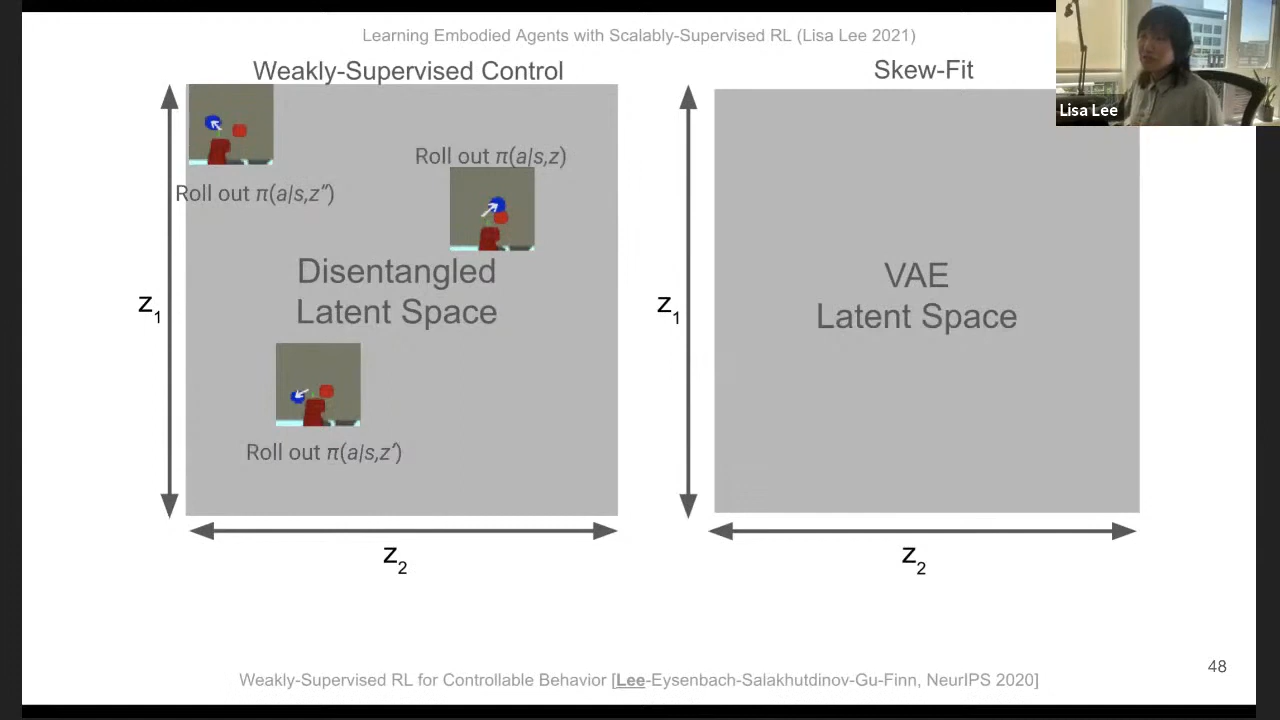 Learning Embodied Agents with Scalably-Supervised RL (Lisa Lee 2021)
Weakly-Supervised Control
Skew-Fit
Lisa Lee
Roll out π(a|s,z)
Roll out π(a|s,z″)
Disentangled
Latent Space
z₁
Roll out π(a|s,z′)
z₂
VAE
Latent Space
z₁
z₂
48
Weakly-Supervised RL for Controllable Behavior [Lee-Eysenbach-Salakhutdinov-Gu-Finn, NeurIPS 2020]